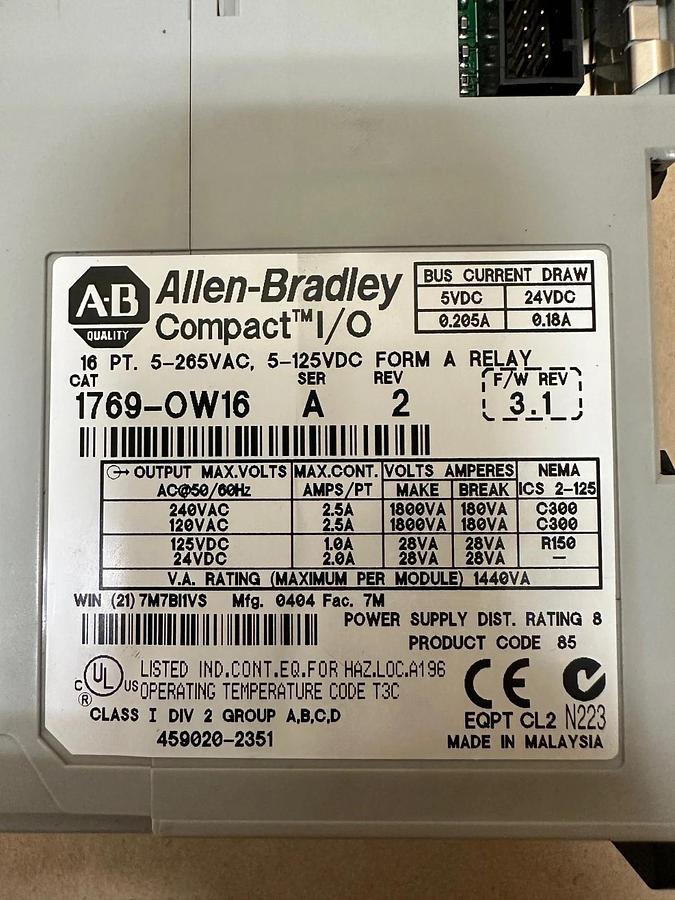 A-B
QUALITY
Allen-Bradley
Compact™ I/O
BUS CURRENT DRAW
5VDC 24VDC
0.205A 0.18A
16 PT. 5-265VAC, 5-125VDC FORM A RELAY
CAT SER REV F/W REV
1769-OW16 A 2 3.1
OUTPUT MAX.VOLTS MAX.CONT. VOLTS AMPERES NEMA
AC@50/60Hz AMPS/PT MAKE BREAK ICS 2-125
240VAC 2.5A 1800VA 180VA C300
120VAC 2.5A 1800VA 180VA C300
125VDC 1.0A 28VA 28VA R150
24VDC 2.0A 28VA 28VA —
V.A. RATING (MAXIMUM PER MODULE) 1440VA
WIN (21) 7M7BI1VS Mfg. 0404 Fac. 7M
POWER SUPPLY DIST. RATING 8
PRODUCT CODE 85
C UL US ® LISTED IND.CONT.EQ.FOR HAZ.LOC.A196
OPERATING TEMPERATURE CODE T3C
CLASS I DIV 2 GROUP A,B,C,D
459020-2351
CE
EQPT CL2 N223
MADE IN MALAYSIA